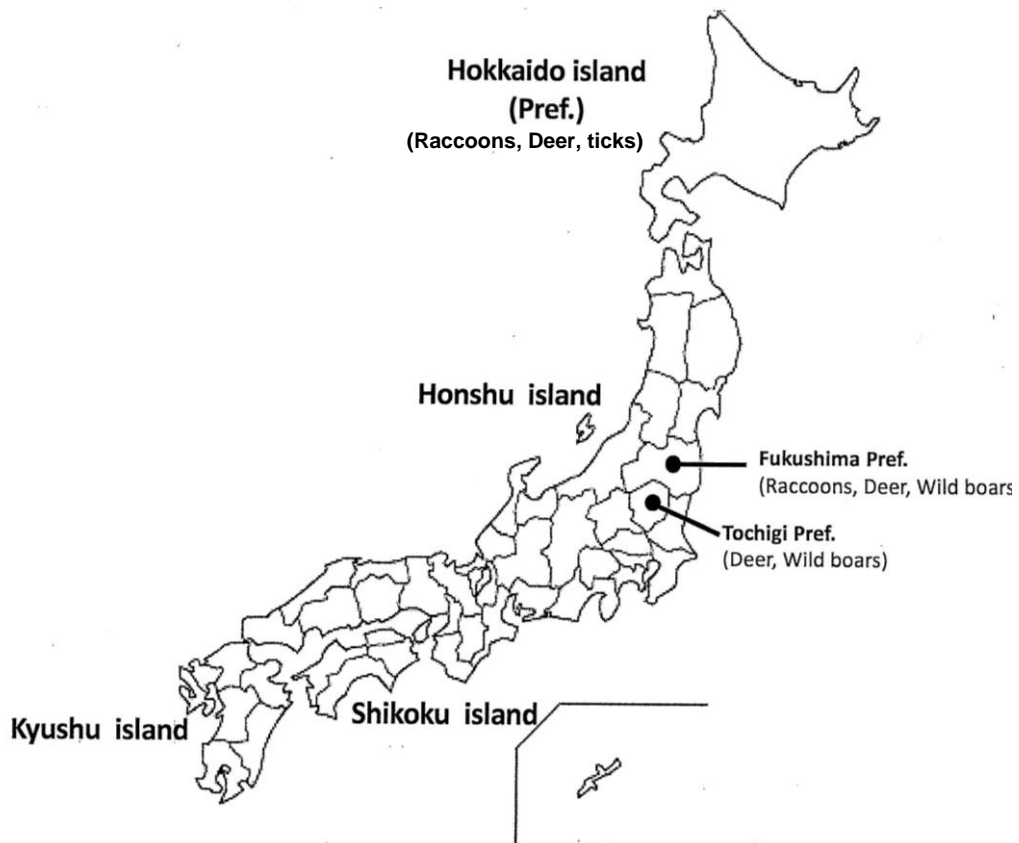 Hokkaido island
(Pref.)
(Raccoons, Deer, ticks)
Honshu island
Fukushima Pref.
(Raccoons, Deer, Wild boars
Tochigi Pref.
(Deer, Wild boars)
Shikoku island
Kyushu island